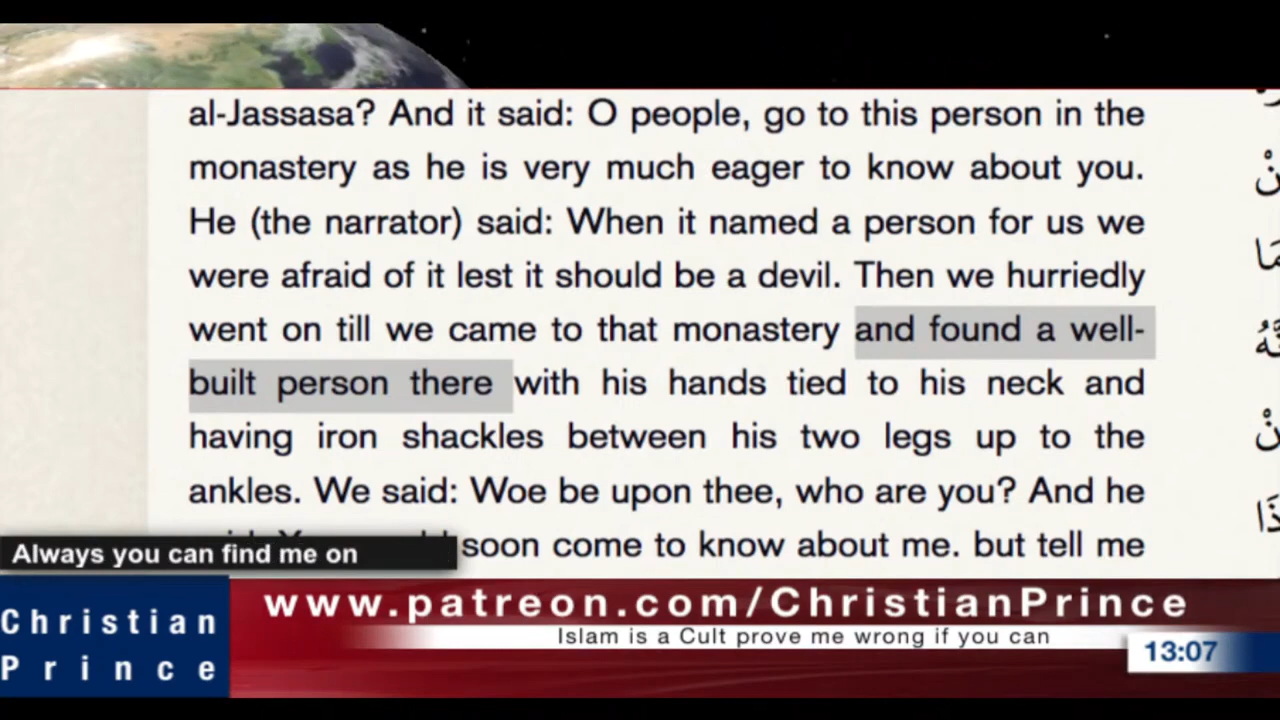 al-Jassasa? And it said: O people, go to this person in the
monastery as he is very much eager to know about you.
He (the narrator) said: When it named a person for us we
were afraid of it lest it should be a devil. Then we hurriedly
went on till we came to that monastery and found a well-
built person there with his hands tied to his neck and
having iron shackles between his two legs up to the
ankles. We said: Woe be upon thee, who are you? And he
soon come to know about me. but tell me
Always you can find me on
Christian
Prince
www.patreon.com/ChristianPrince
Islam is a Cult prove me wrong if you can
13:07